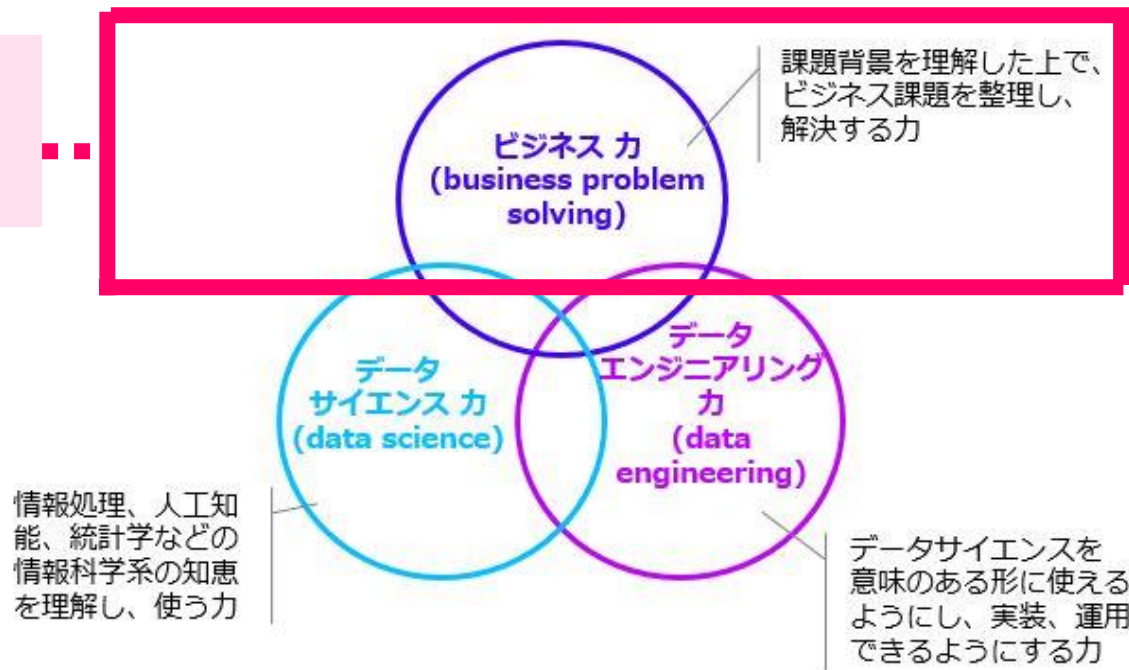 課題背景を理解した上で、
ビジネス課題を整理し、
解決する力
ビジネス 力
(business problem
solving)
データ
サイエンス 力
(data science)
データ
エンジニアリング
力
(data
engineering)
情報処理、人工知
能、統計学などの
情報科学系の知恵
を理解し、使う力
データサイエンスを
意味のある形に使える
ようにし、実装、運用
できるようにする力